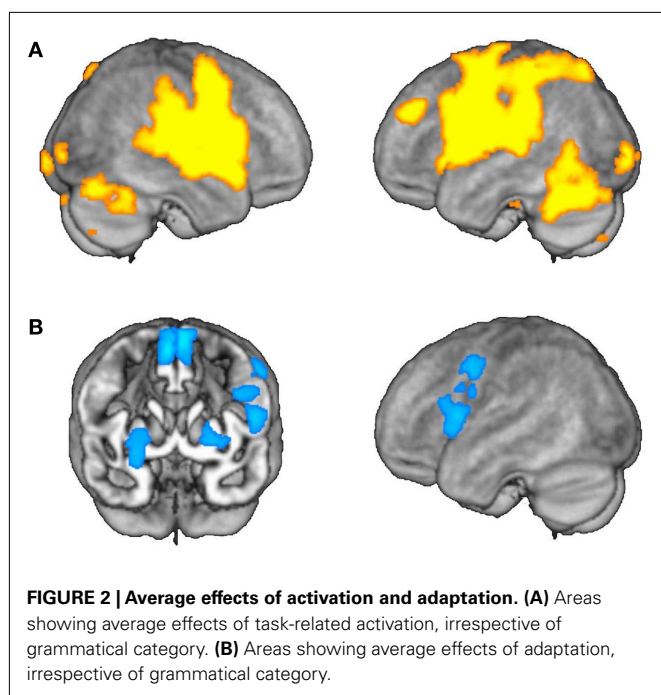 A
B
FIGURE 2 | Average effects of activation and adaptation. (A) Areas
showing average effects of task-related activation, irrespective of
grammatical category. (B) Areas showing average effects of adaptation,
irrespective of grammatical category.